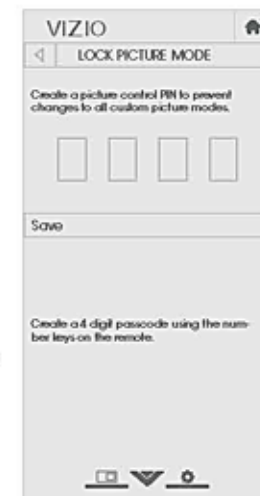 VIZIO
LOCK PICTURE MODE
Create a picture control PIN to prevent
changes to all custom picture modes.
Save
Create a 4 digit passcode using the num-
ber keys on the remote.